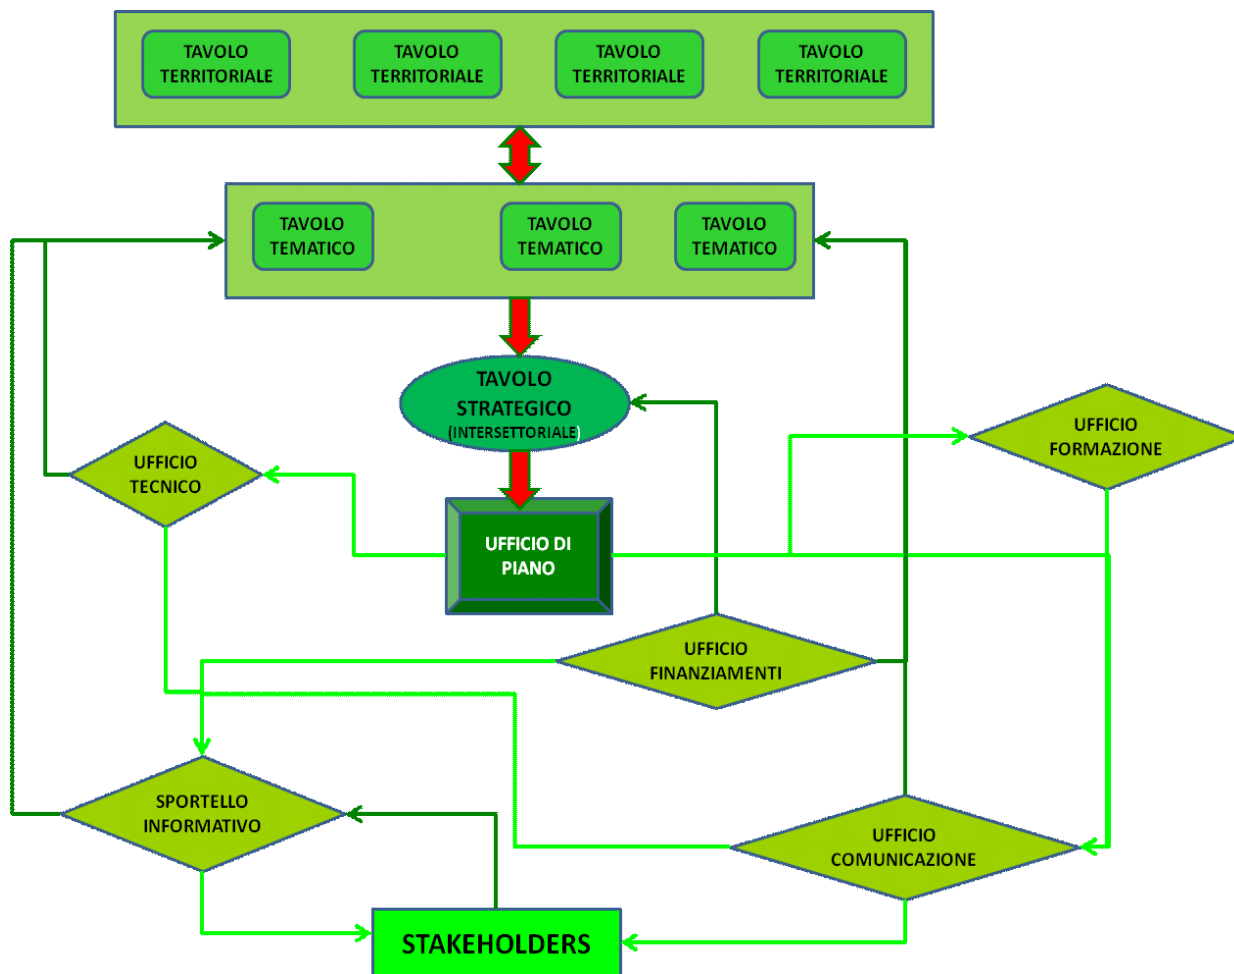 TAVOLO
TERRITORIALE
TAVOLO
TERRITORIALE
TAVOLO
TERRITORIALE
TAVOLO
TERRITORIALE
TAVOLO
TEMATICO
TAVOLO
TEMATICO
TAVOLO
TEMATICO
TAVOLO
STRATEGICO
(INTERSETTORIALE)
UFFICIO
FORMAZIONE
UFFICIO
TECNICO
UFFICIO DI
PIANO
UFFICIO
FINANZIAMENTI
SPORTELLO
INFORMATIVO
UFFICIO
COMUNICAZIONE
STAKEHOLDERS